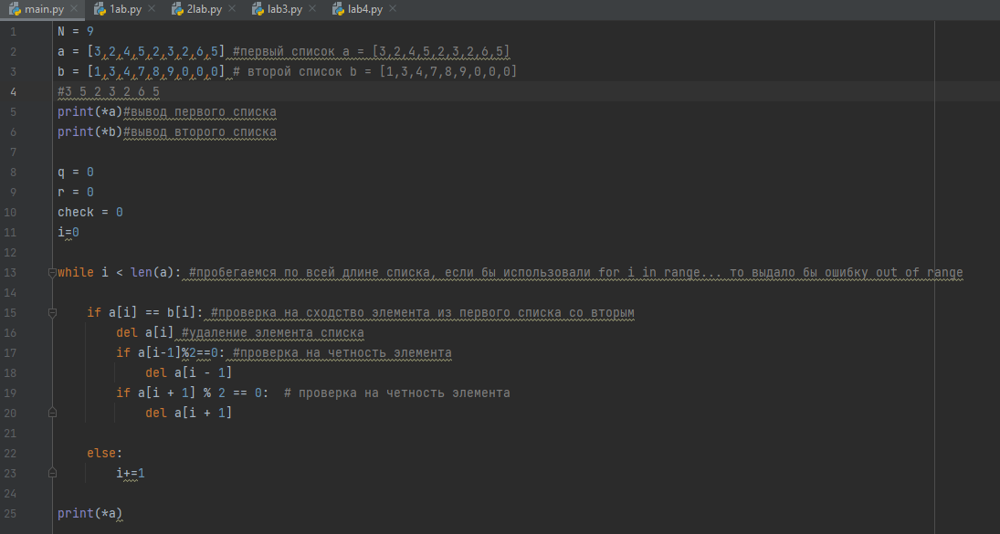 main.py 1ab.py 2lab.py lab3.py lab4.py
1 N = 9
2 a = [3,2,4,5,2,3,2,6,5] #первый список a = [3,2,4,5,2,3,2,6,5]
3 b = [1,3,4,7,8,9,0,0,0] # второй список b = [1,3,4,7,8,9,0,0,0]
4 #3 5 2 3 2 6 5
5 print(*a)#вывод первого списка
6 print(*b)#вывод второго списка
7
8 q = 0
9 r = 0
10 check = 0
11 i=0
12
13 while i < len(a): #пробегаемся по всей длине списка, если бы использовали for i in range... то выдало бы ошибку out of range
14
15 if a[i] == b[i]: #проверка на сходство элемента из первого списка со вторым
16 del a[i] #удаление элемента списка
17 if a[i-1]%2==0: #проверка на четность элемента
18 del a[i - 1]
19 if a[i + 1] % 2 == 0:  # проверка на четность элемента
20 del a[i + 1]
21
22 else:
23 i+=1
24
25 print(*a)